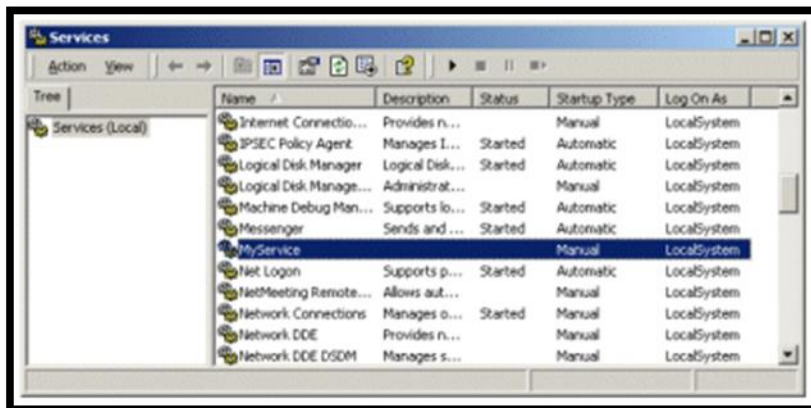 Services
Action View
Tree
Services (Local)
Name Description Status Startup Type Log On As
Internet Connectio... Provides n... Manual LocalSystem
IPSEC Policy Agent Manages I... Started Automatic LocalSystem
Logical Disk Manager Logical Disk... Started Automatic LocalSystem
Logical Disk Manage... Administrat... Manual LocalSystem
Machine Debug Man... Supports lo... Started Automatic LocalSystem
Messenger Sends and ... Started Automatic LocalSystem
MyService Manual LocalSystem
Net Logon Supports p... Started Automatic LocalSystem
NetMeeting Remote... Allows aut... Manual LocalSystem
Network Connections Manages o... Started Manual LocalSystem
Network DDE Provides n... Manual LocalSystem
Network DDE DSDM Manages s... Manual LocalSystem